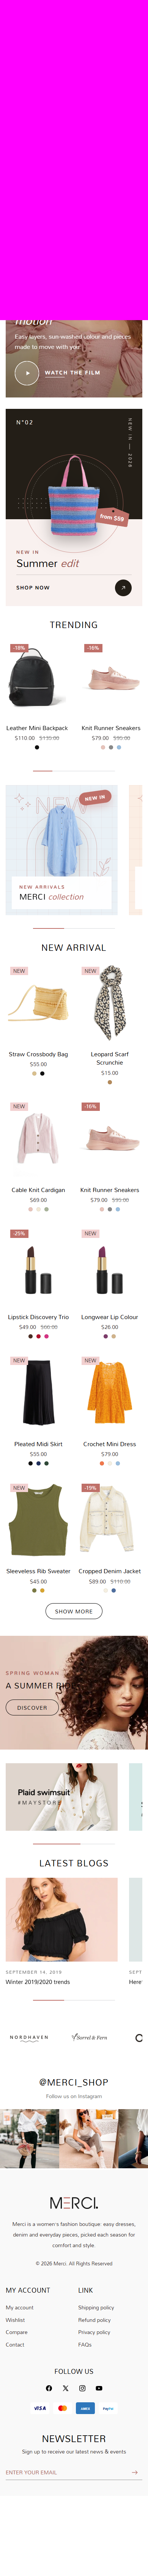 motion
Easy layers, sun-washed colour and pieces
made to move with you
WATCH THE FILM
N°02
NEW IN — 2026
from $59
NEW IN
Summer edit
SHOP NOW
TRENDING
-15%
-16%
Leather Mini Backpack
$110.00 $130.00
Knit Runner Sneakers
$79.00 $95.00
NEW
NEW IN
NEW ARRIVALS
MERCI collection
NEW ARRIVAL
NEW
NEW
Straw Crossbody Bag
$55.00
Leopard Scarf
Scrunchie
$15.00
NEW
-16%
Cable Knit Cardigan
$69.00
Knit Runner Sneakers
$79.00 $95.00
-25%
NEW
Lipstick Discovery Trio
$49.00 $66.00
Longwear Lip Colour
$26.00
NEW
NEW
Pleated Midi Skirt
$55.00
Crochet Mini Dress
$79.00
NEW
-19%
Sleeveless Rib Sweater
$45.00
Cropped Denim Jacket
$89.00 $110.00
SHOW MORE
SPRING WOMAN
DISCOVER
Plaid swimsuit
#MAYSTORE
LATEST BLOGS
SEPTEMBER 14, 2019
Winter 2019/2020 trends
SEPT
NORDHAVEN
Sorrel & Fern
@MERCI_SHOP
Follow us on Instagram
MERCI.
Merci is a women's fashion boutique: easy dresses,
denim and everyday pieces, picked each season for
comfort and style.
© 2026 Merci. All Rights Reserved
MY ACCOUNT
My account
Wishlist
Compare
Contact
LINK
Shipping policy
Refund policy
Privacy policy
FAQs
FOLLOW US
VISA
AMEX
PayPal
NEWSLETTER
Sign up to receive our latest news & events
ENTER YOUR EMAIL